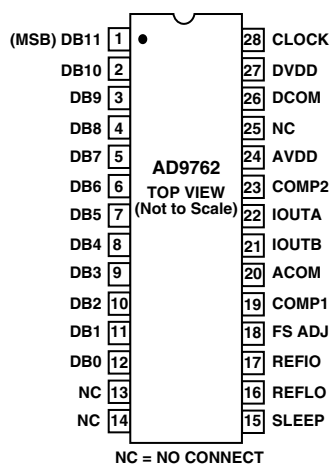 (MSB) DB11 1 28 CLOCK
DB10 2 27 DVDD
DB9 3 26 DCOM
DB8 4 25 NC
DB7 5 24 AVDD
AD9762
DB6 6 23 COMP2
TOP VIEW
(Not to Scale)
DB5 7 22 IOUTA
DB4 8 21 IOUTB
DB3 9 20 ACOM
DB2 10 19 COMP1
DB1 11 18 FS ADJ
DB0 12 17 REFIO
NC 13 16 REFLO
NC 14 15 SLEEP
NC = NO CONNECT